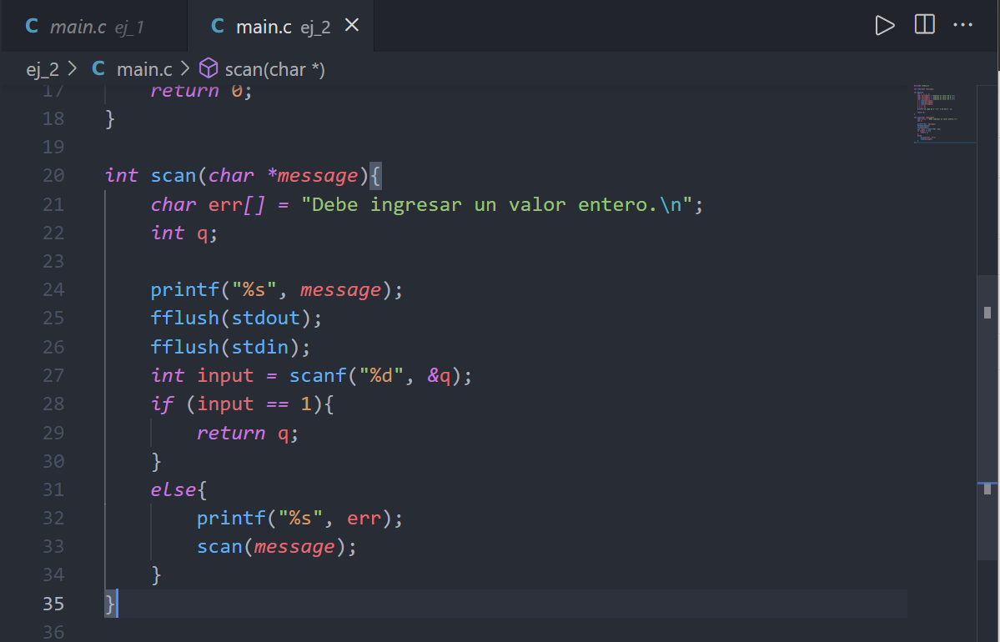 C main.c ej_1 C main.c ej_2 ×
ej_2 > C main.c > scan(char *)
17 return 0;
18 }
19
20 int scan(char *message){
21 char err[] = "Debe ingresar un valor entero.\n";
22 int q;
23
24 printf("%s", message);
25 fflush(stdout);
26 fflush(stdin);
27 int input = scanf("%d", &q);
28 if (input == 1){
29 return q;
30 }
31 else{
32 printf("%s", err);
33 scan(message);
34 }
35 }
36